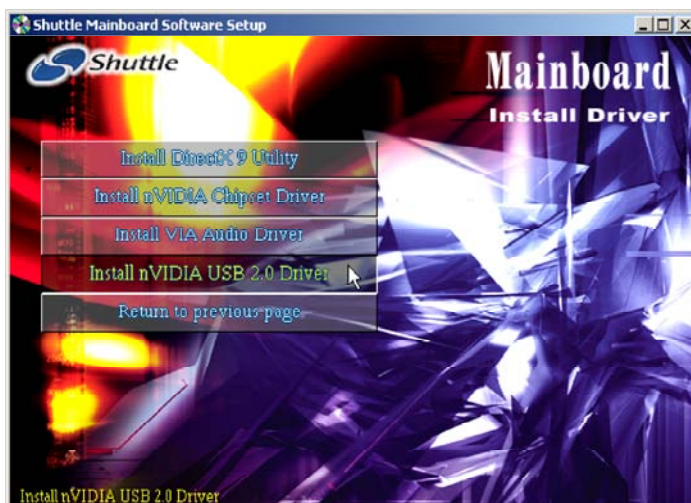 Shuttle Mainboard Software Setup
Shuttle
Mainboard
Install Driver
Install DirectX 9 Utility
Install nVIDIA Chipset Driver
Install VIA Audio Driver
Install nVIDIA USB 2.0 Driver
Return to previous page
Install nVIDIA USB 2.0 Driver